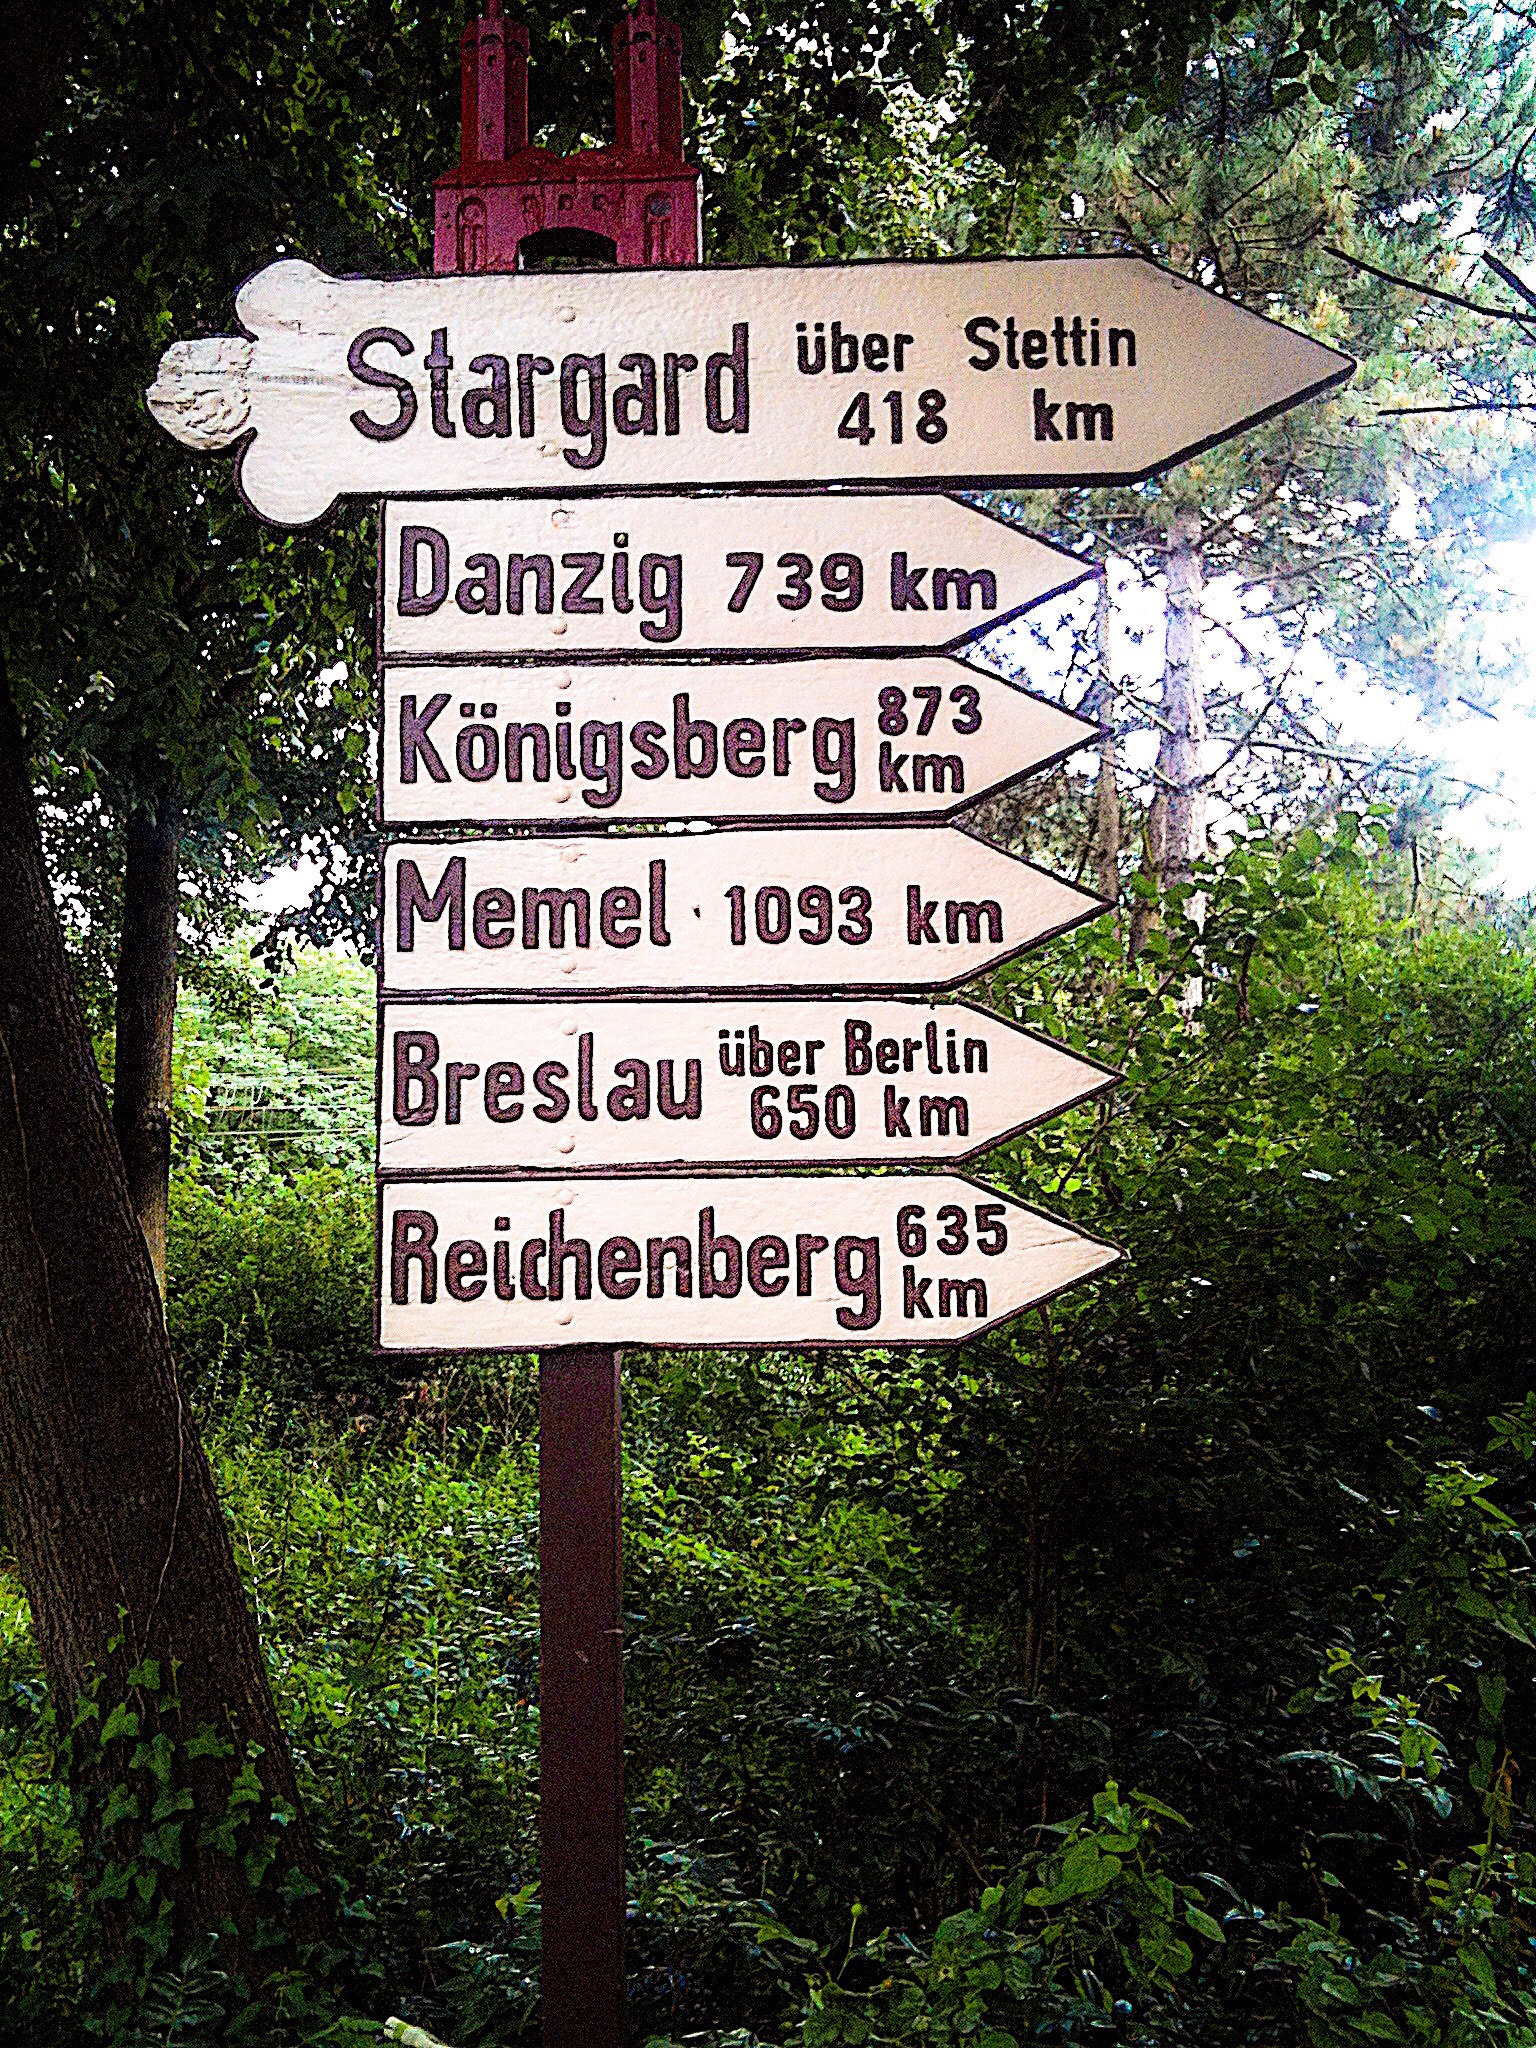 Stargard über Stettin
418 km
Danzig 739 km
Königsberg 873
km
Memel 1093 km
Breslau über Berlin
650 km
Reichenberg 635
km